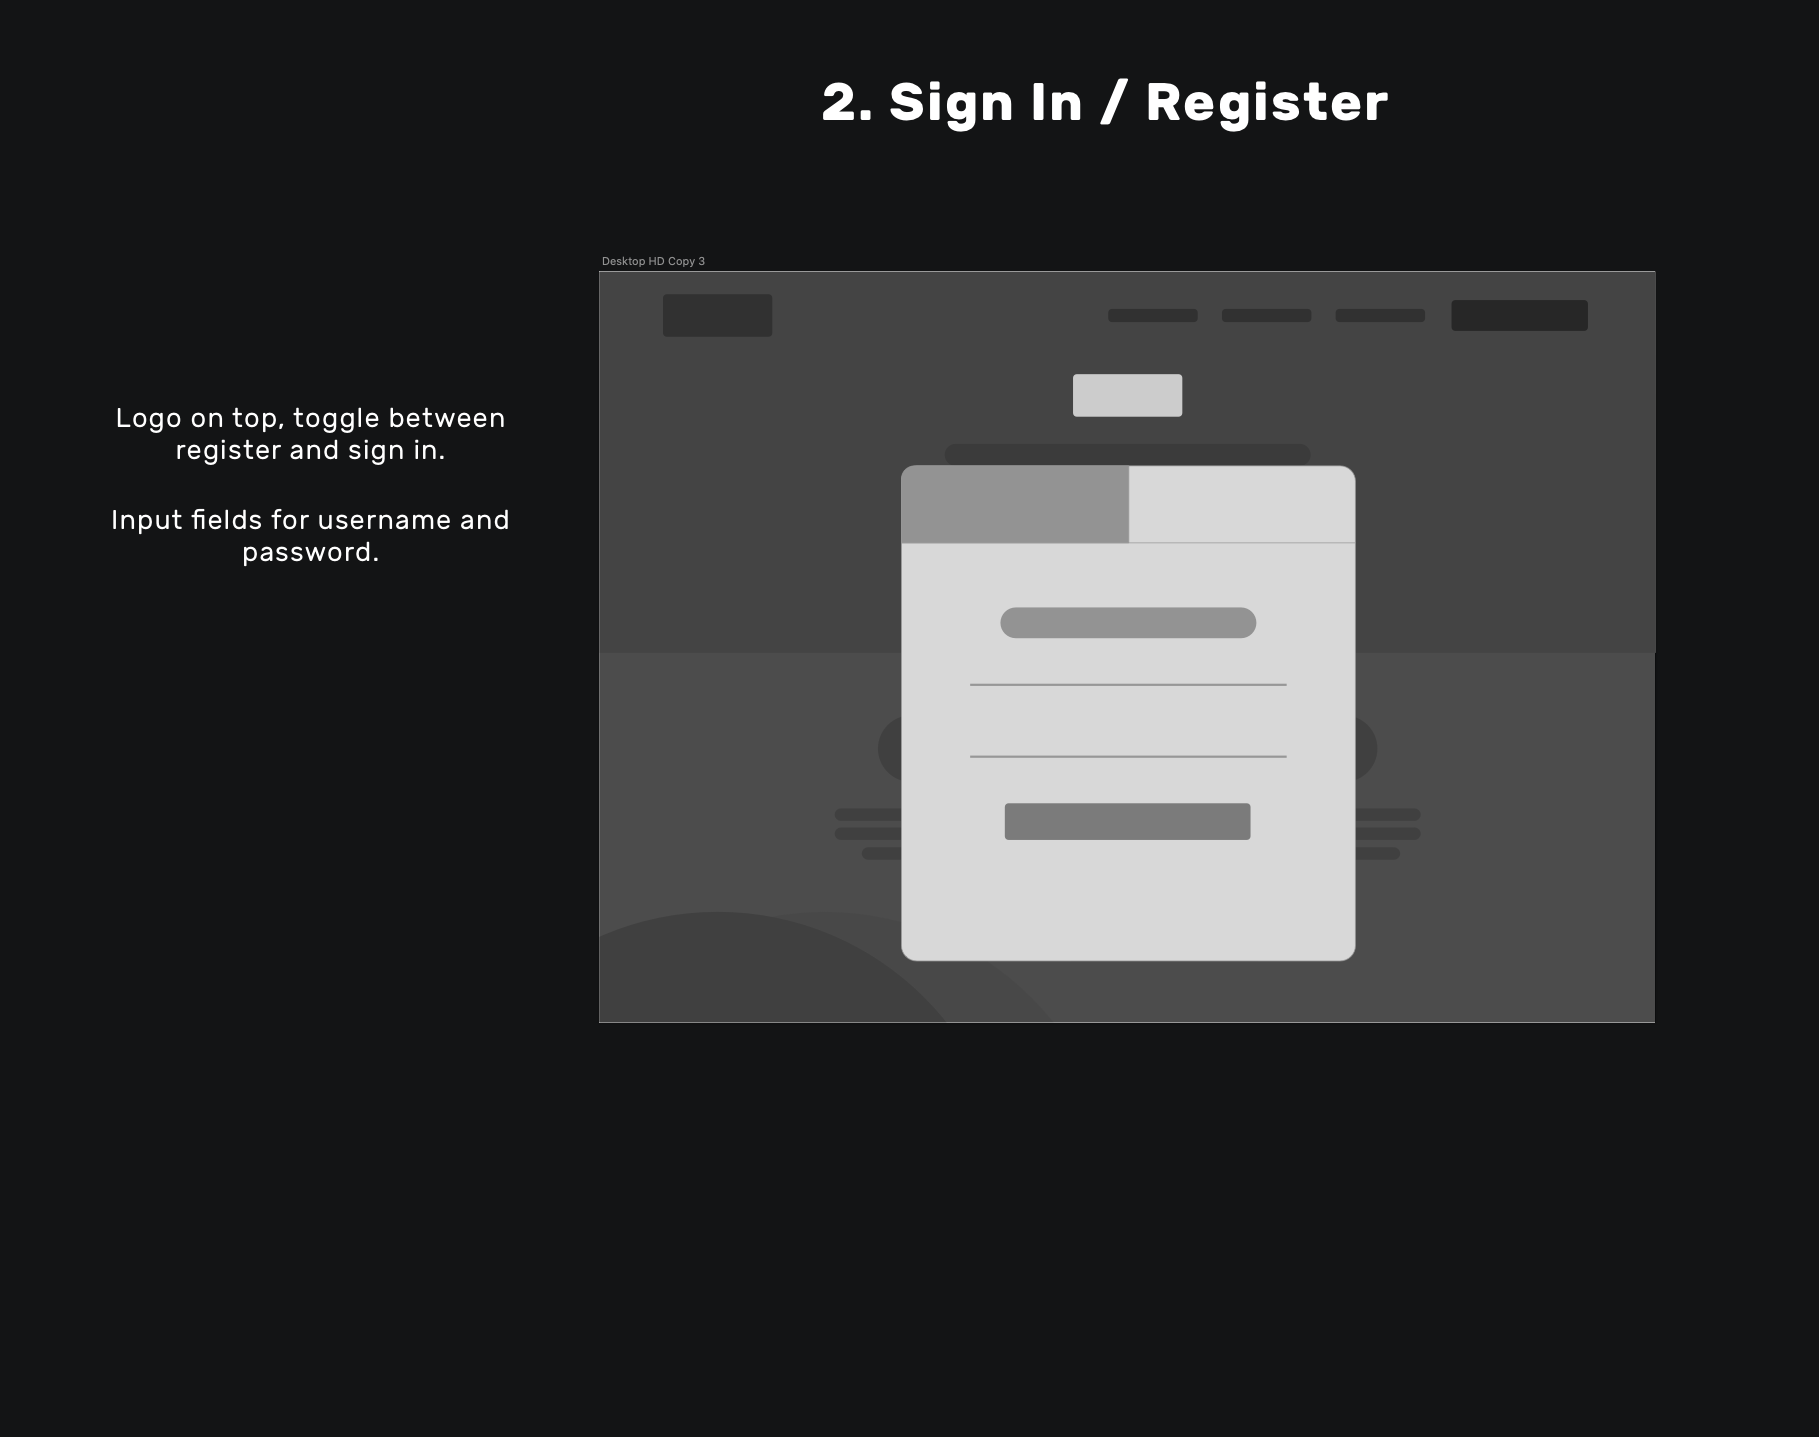 2. Sign In / Register
Desktop HD Copy 3
Logo on top, toggle between
register and sign in.
Input fields for username and
password.